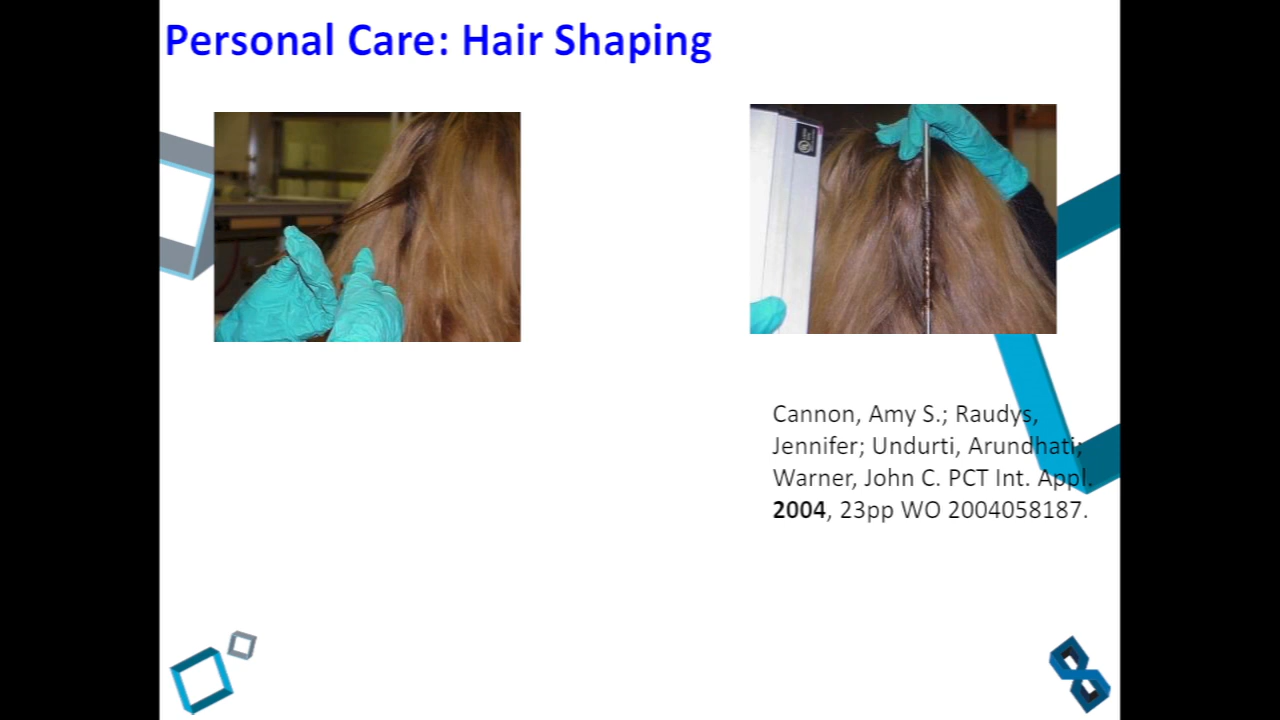 Personal Care: Hair Shaping
Cannon, Amy S.; Raudys,
Jennifer; Undurti, Arundhati;
Warner, John C. PCT Int. Appl.
2004, 23pp WO 2004058187.